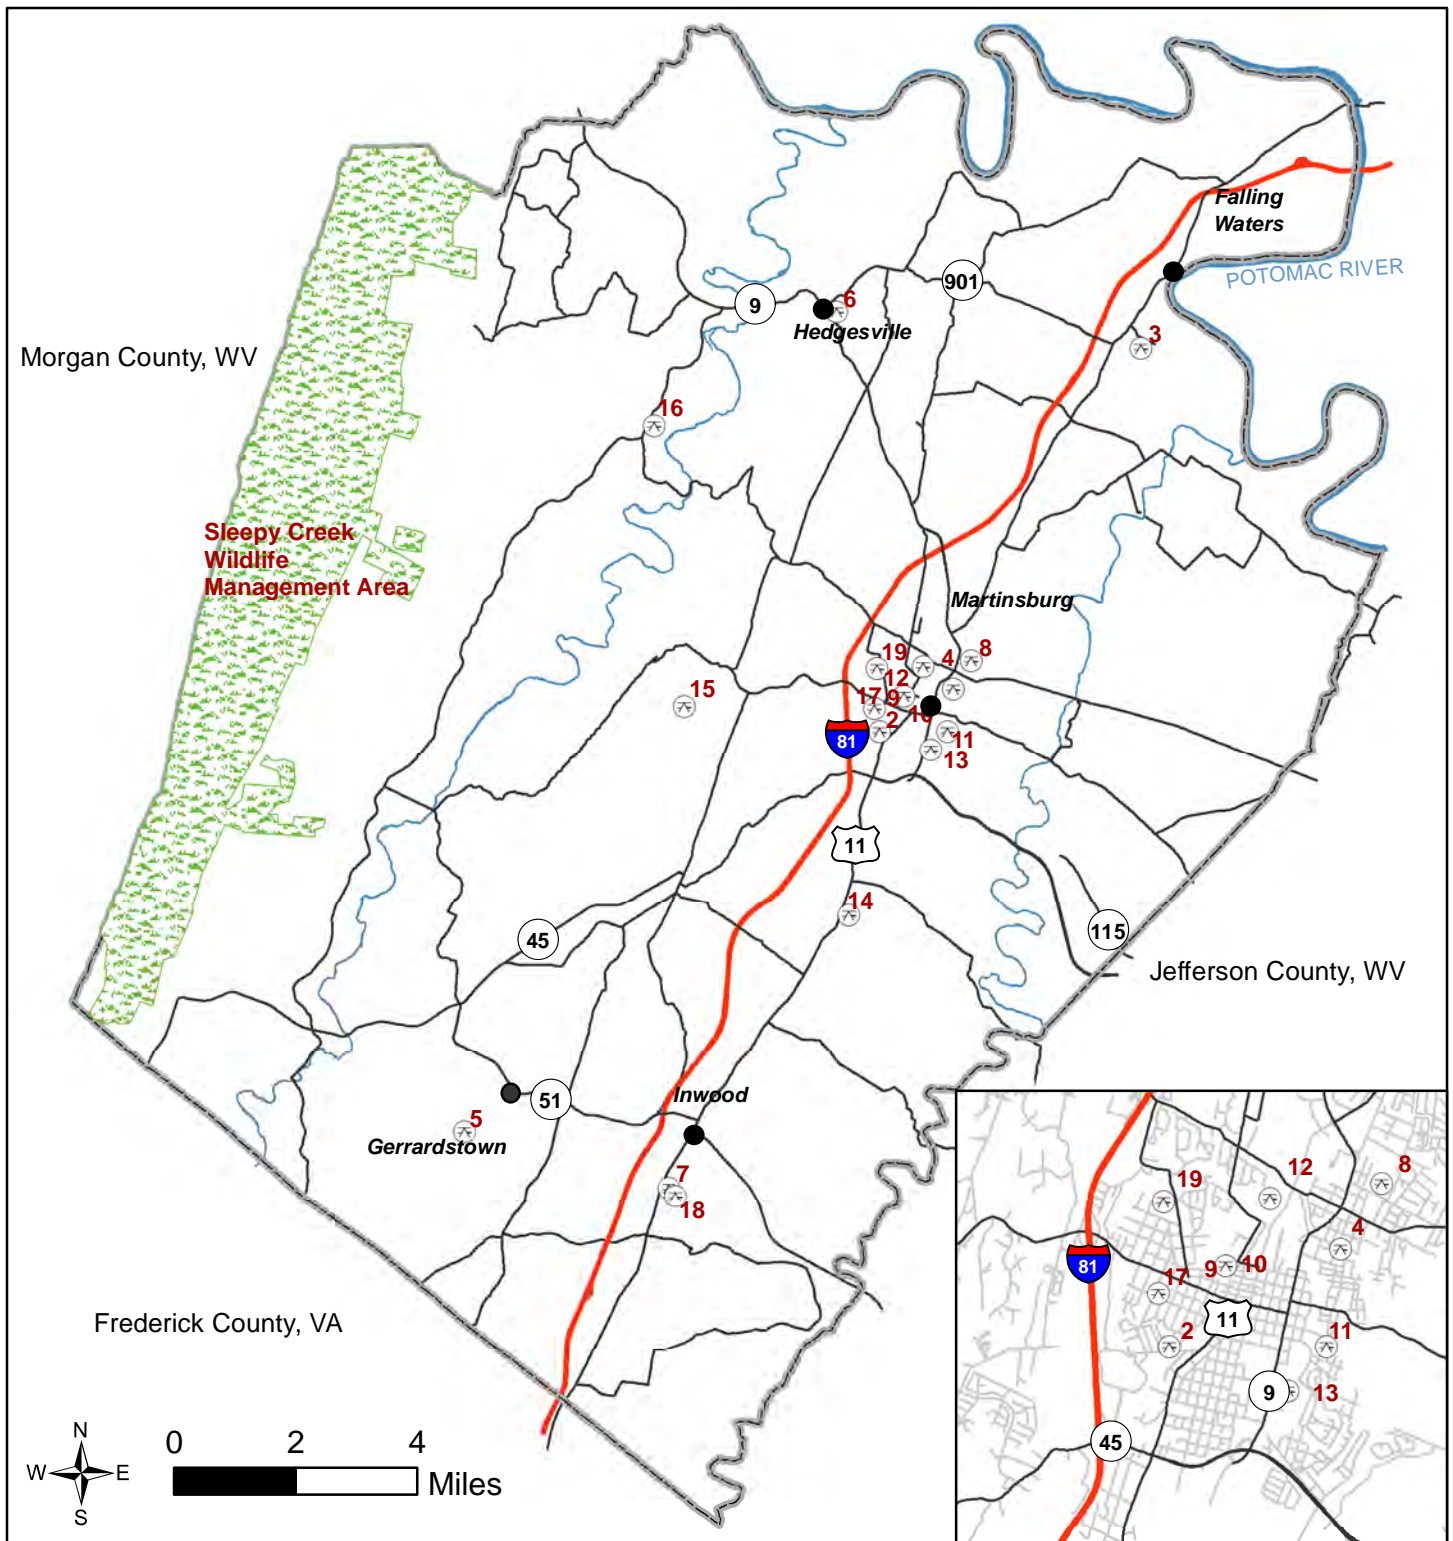 Falling
Waters
POTOMAC RIVER
901
9
6
Hedgesville
3
Morgan County, WV
16
Sleepy Creek
Wildlife
Management Area
Martinsburg
19
4
8
12
15
17
9
10
2
11
81
13
11
14
45
115
Jefferson County, WV
51
Inwood
5
Gerrardstown
7
18
Frederick County, VA
N
W
E
S
0
2
4
Miles
12
8
19
4
81
9
10
17
11
2
11
9
13
45